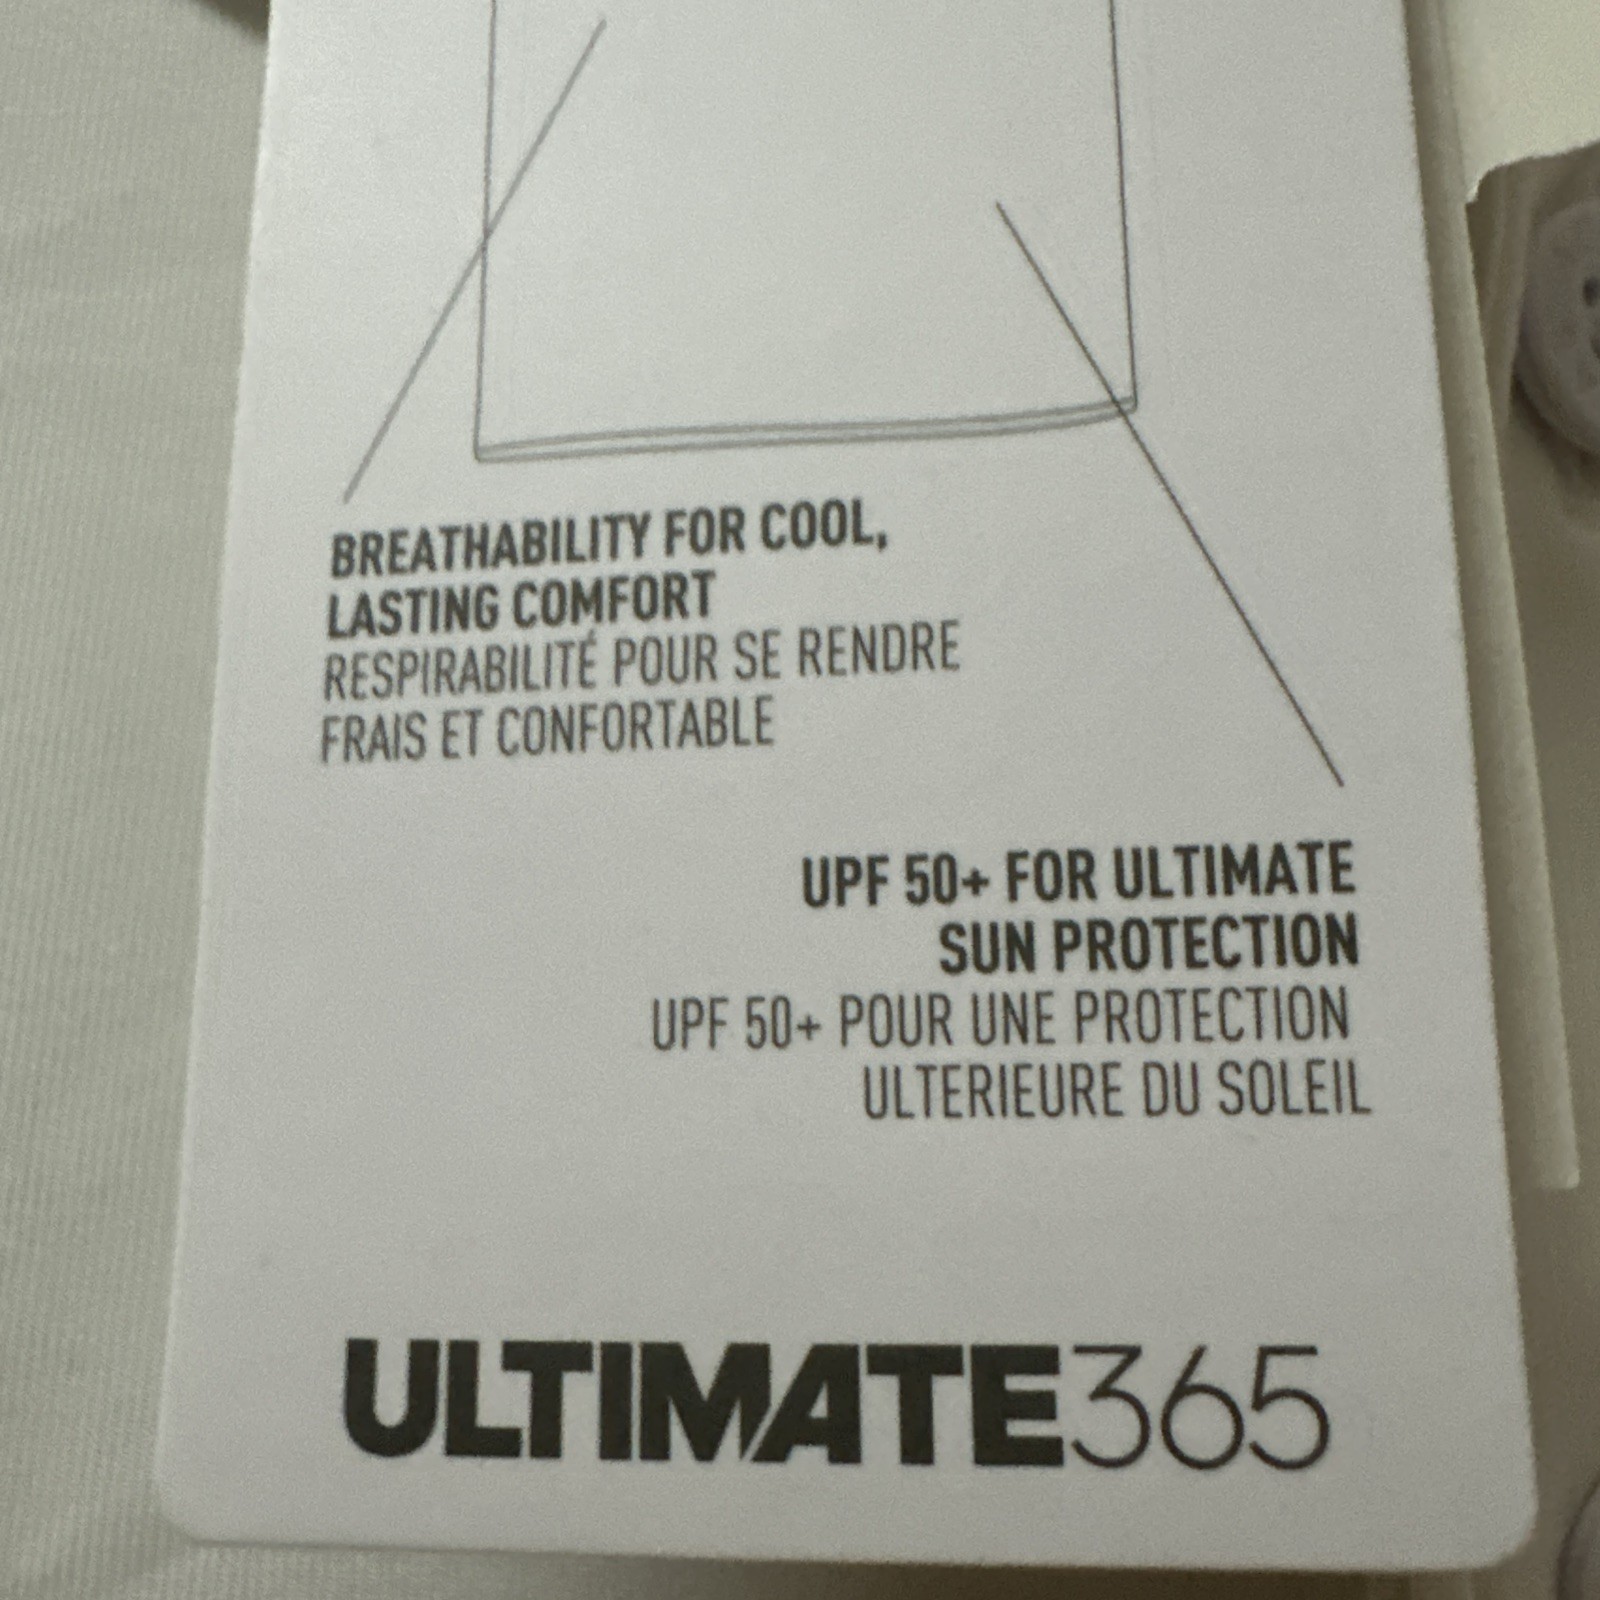 BREATHABILITY FOR COOL,
LASTING COMFORT
RESPIRABILITÉ POUR SE RENDRE
FRAIS ET CONFORTABLE
UPF 50+ FOR ULTIMATE
SUN PROTECTION
UPF 50+ POUR UNE PROTECTION
ULTERIEURE DU SOLEIL
ULTIMATE365